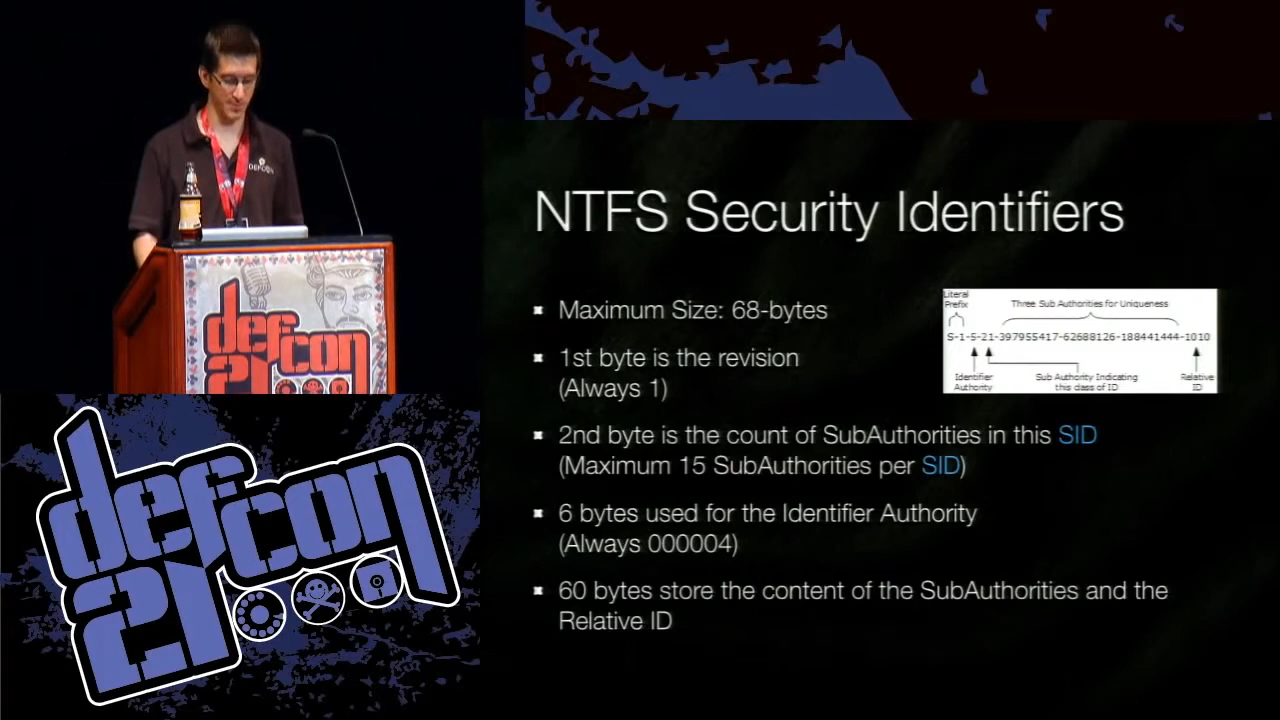 DEFCON
def
con
21
NTFS Security Identifiers
Maximum Size: 68-bytes
1st byte is the revision
(Always 1)
2nd byte is the count of SubAuthorities in this SID
(Maximum 15 SubAuthorities per SID)
6 bytes used for the Identifier Authority
(Always 000004)
60 bytes store the content of the SubAuthorities and the
Relative ID
Literal
Prefix
Three Sub Authorities for Uniqueness
S-1-5-21-397955417-62688126-188441444-1010
Identifier
Authority
Sub Authority Indicating
this class of ID
Relative
ID
def
con
21